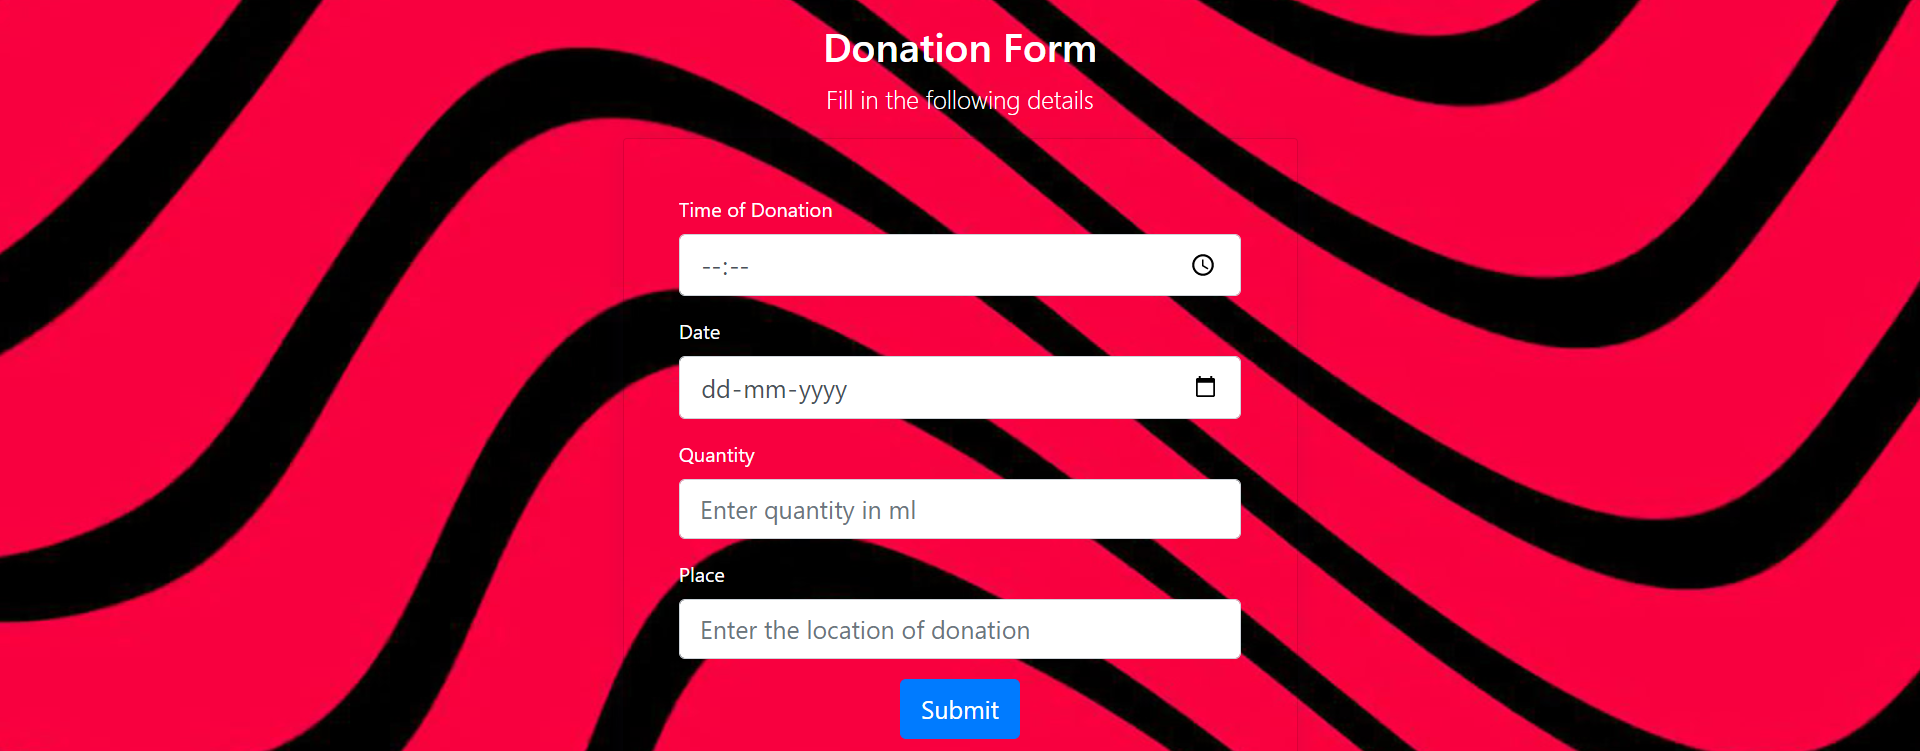 Donation Form
Fill in the following details
Time of Donation
--:--
Date
dd-mm-yyyy
Quantity
Enter quantity in ml
Place
Enter the location of donation
Submit